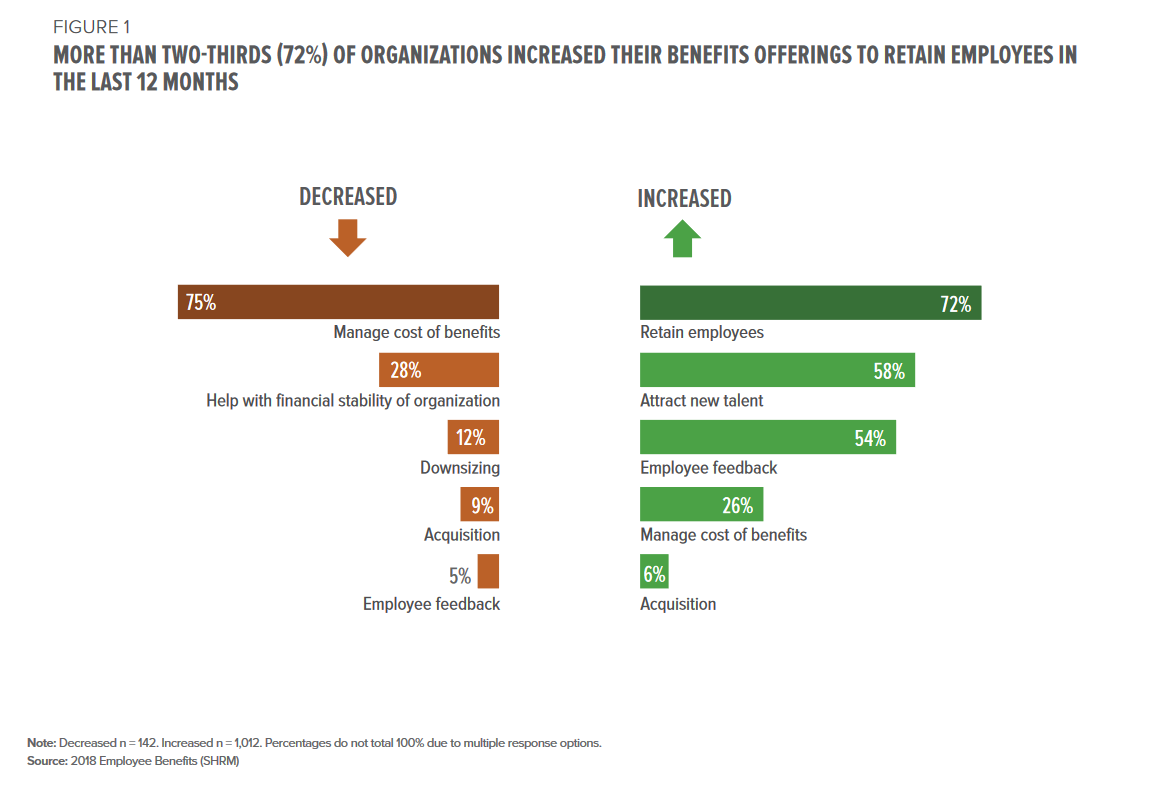 FIGURE 1
MORE THAN TWO-THIRDS (72%) OF ORGANIZATIONS INCREASED THEIR BENEFITS OFFERINGS TO RETAIN EMPLOYEES IN
THE LAST 12 MONTHS
DECREASED
75%
Manage cost of benefits
28%
Help with financial stability of organization
12%
Downsizing
9%
Acquisition
5%
Employee feedback
INCREASED
72%
Retain employees
58%
Attract new talent
54%
Employee feedback
26%
Manage cost of benefits
6%
Acquisition
Note: Decreased n = 142. Increased n = 1,012. Percentages do not total 100% due to multiple response options.
Source: 2018 Employee Benefits (SHRM)